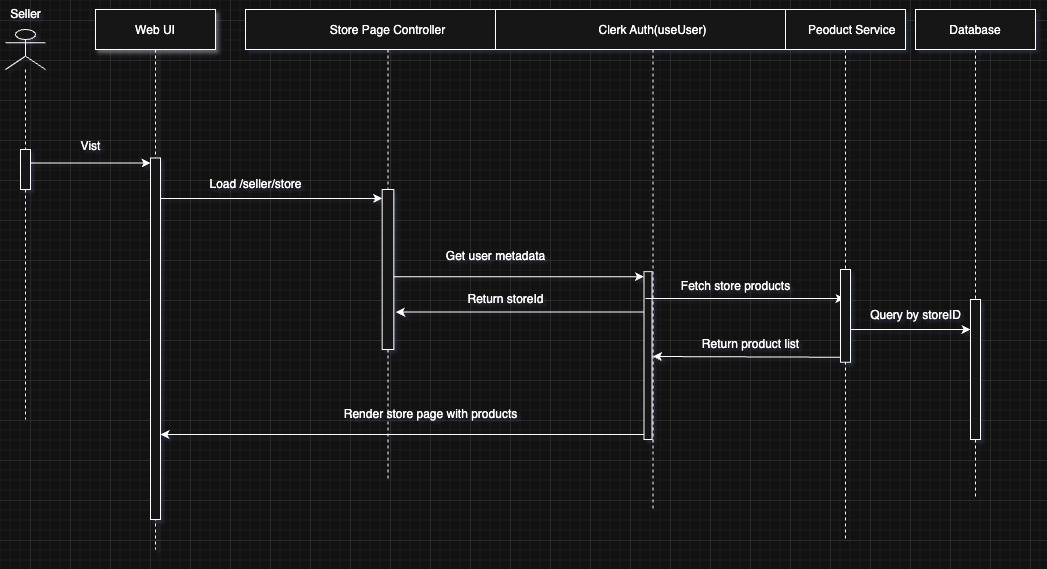 Seller
Web UI
Store Page Controller
Clerk Auth(useUser)
Peoduct Service
Database
Vist
Load /seller/store
Get user metadata
Fetch store products
Return storeId
Query by storeID
Return product list
Render store page with products